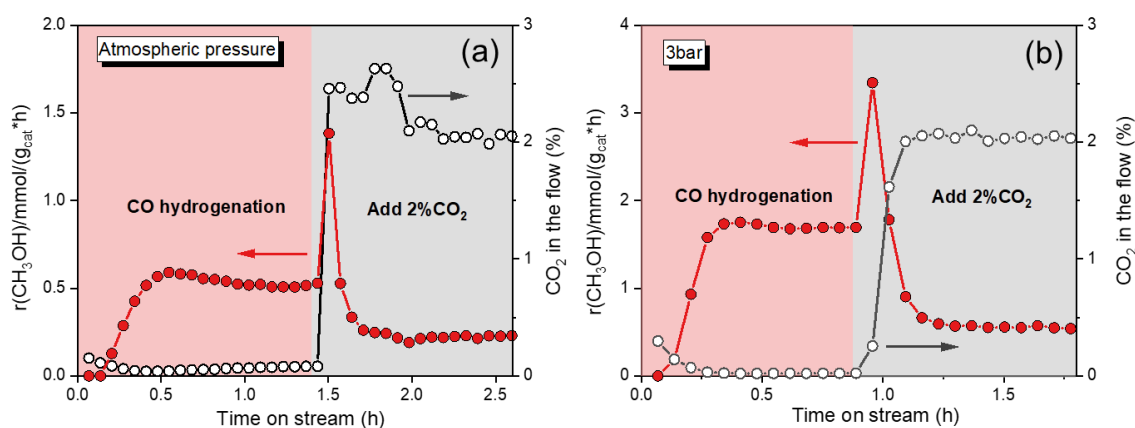 (a)
Atmospheric pressure
CO hydrogenation
Add 2%CO₂
r(CH₃OH)/mmol/(g_cat*h)
2.0
1.5
1.0
0.5
0.0
3
2
1
0
CO₂ in the flow (%)
0.0 0.5 1.0 1.5 2.0 2.5
Time on stream (h)
(b)
3bar
CO hydrogenation
Add 2%CO₂
r(CH₃OH)/mmol/(g_cat*h)
4
3
2
1
0
3
2
1
0
CO₂ in the flow (%)
0.0 0.5 1.0 1.5
Time on stream (h)